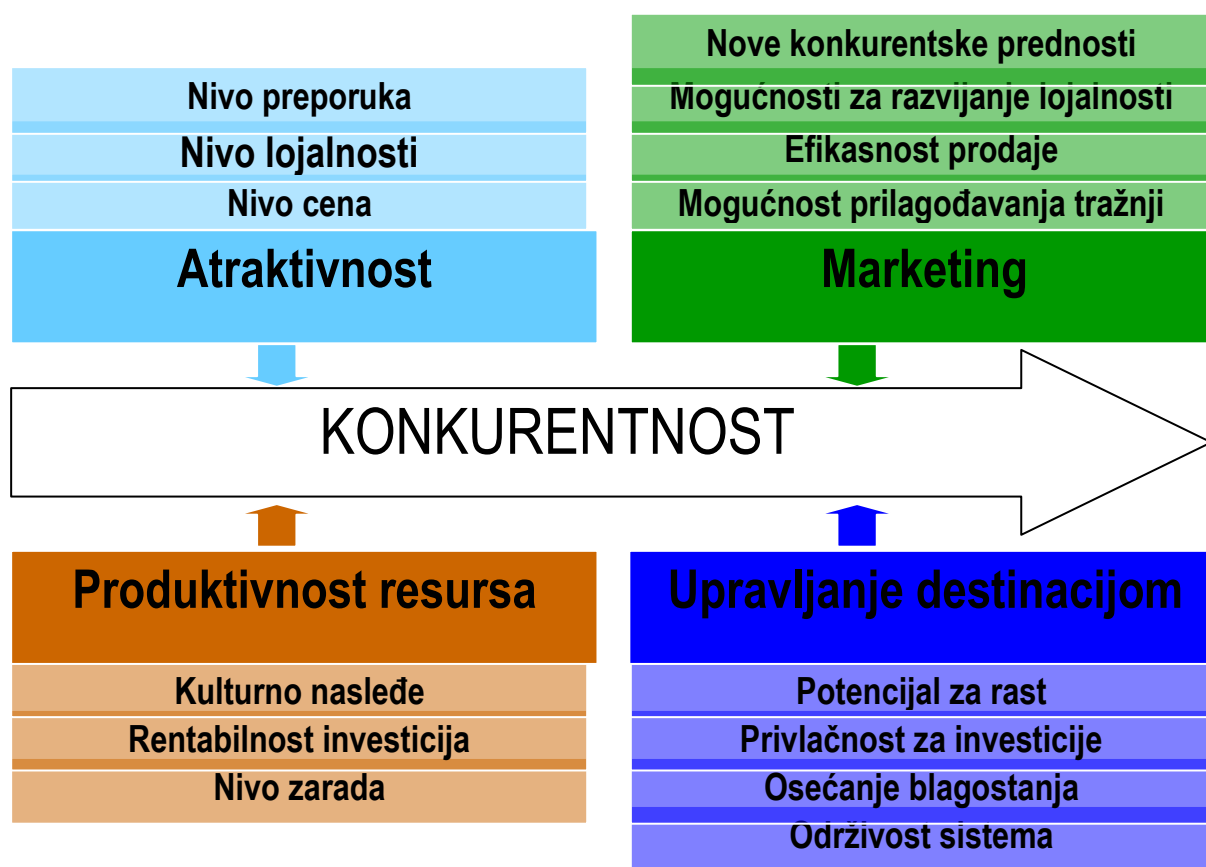 Nivo preporuka
Nivo lojalnosti
Nivo cena
Atraktivnost
Nove konkurentske prednosti
Mogućnosti za razvijanje lojalnosti
Efikasnost prodaje
Mogućnost prilagođavanja tražnji
Marketing
KONKURENTNOST
Produktivnost resursa
Kulturno nasleđe
Rentabilnost investicija
Nivo zarada
Upravljanje destinacijom
Potencijal za rast
Privlačnost za investicije
Osećanje blagostanja
Održivost sistema